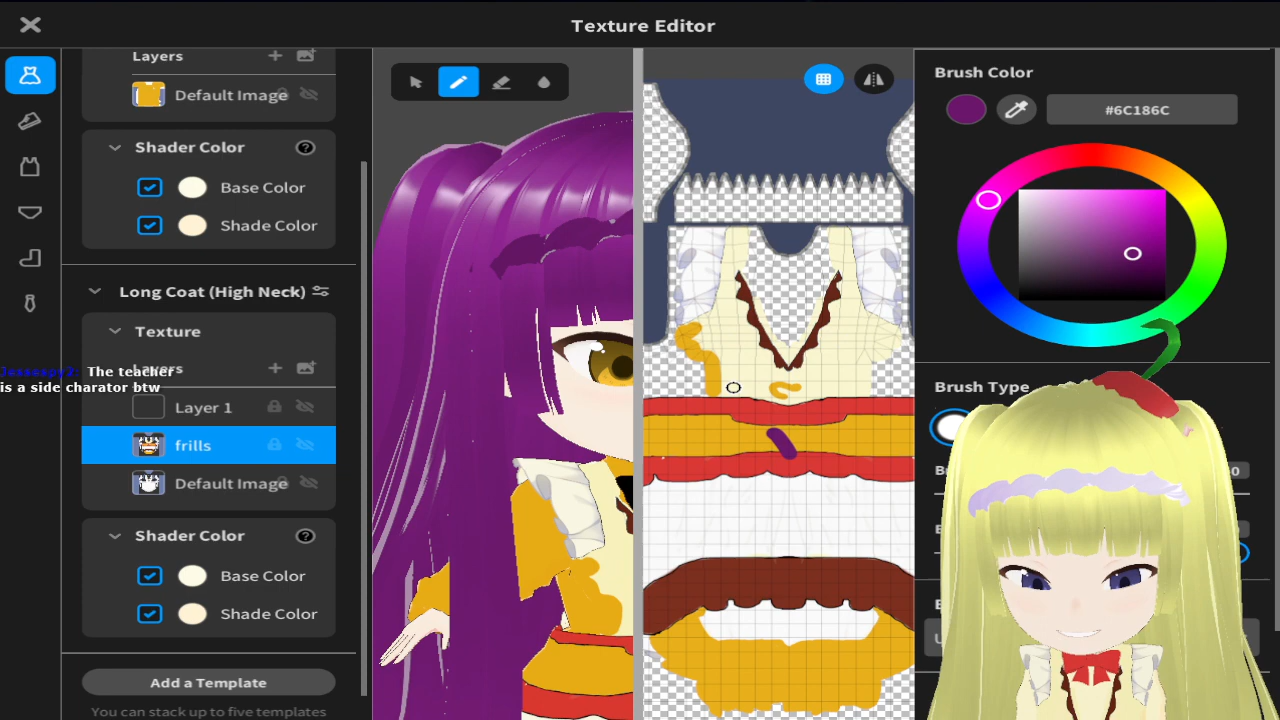 Texture Editor
Layers
Default Image
Shader Color
Base Color
Shade Color
Long Coat (High Neck)
Texture
Jessespy2: The teacher
is a side charator btw
Layer 1
frills
Default Image
Shader Color
Base Color
Shade Color
Add a Template
You can stack up to five templates
Brush Color
#6C186C
Brush Type